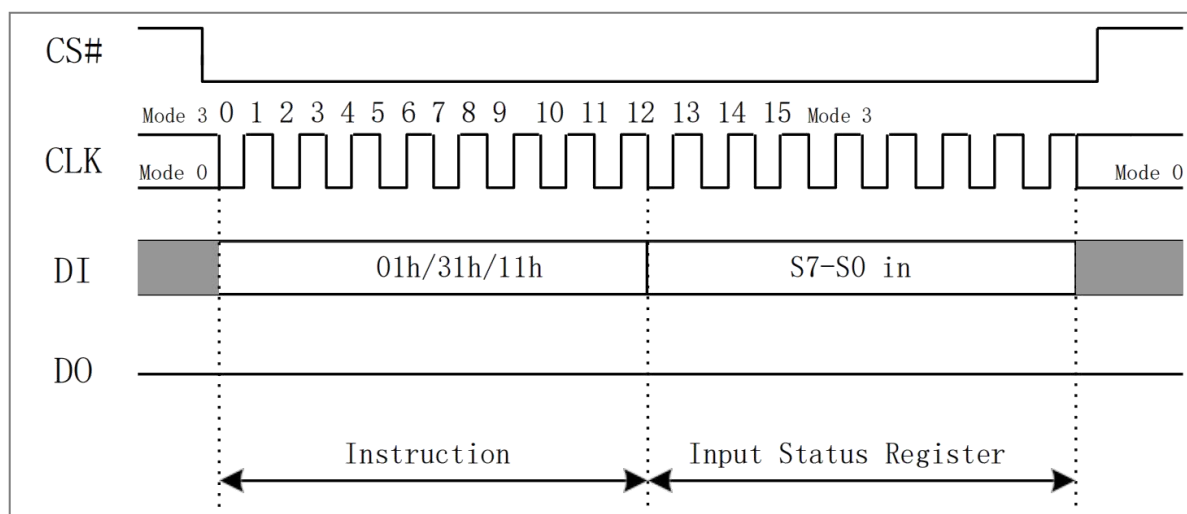 CS#
Mode 3 0 1 2 3 4 5 6 7 8 9 10 11 12 13 14 15 Mode 3
CLK
Mode 0 Mode 0
DI 01h/31h/11h S7-S0 in
DO
Instruction Input Status Register